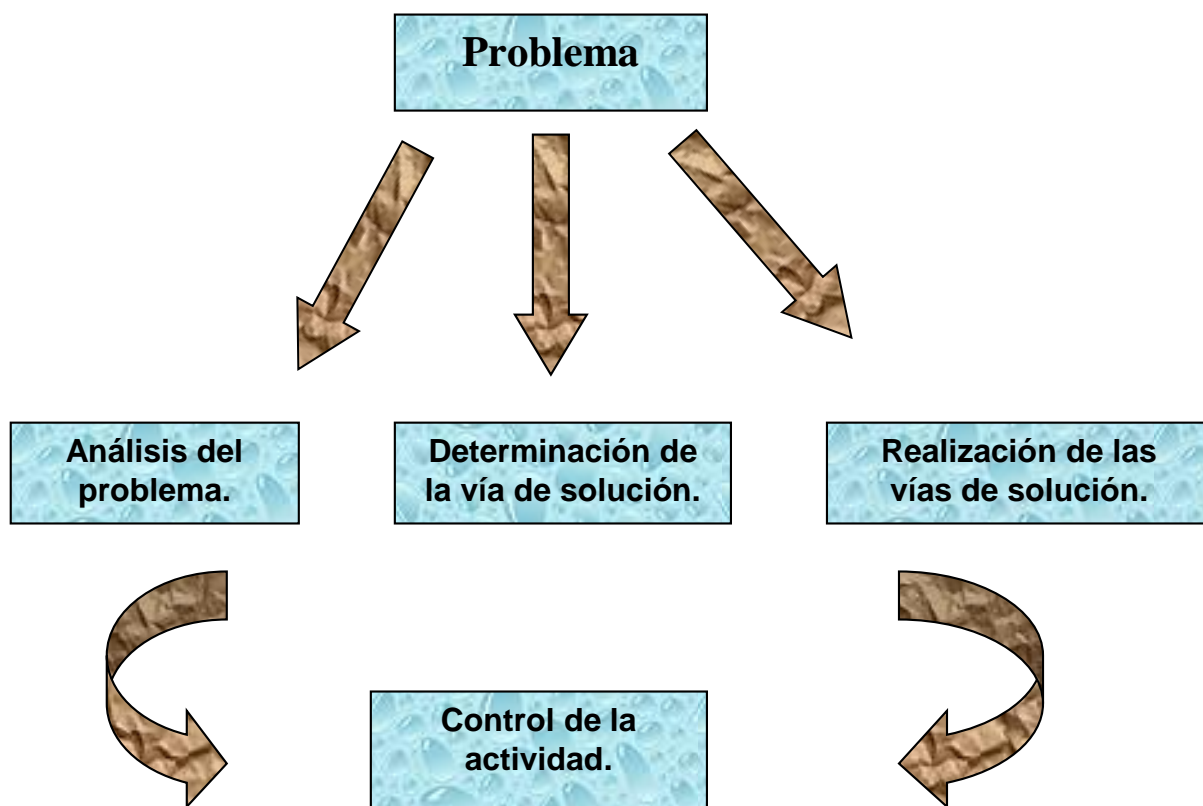 Problema
Análisis del
problema.
Determinación de
la vía de solución.
Realización de las
vías de solución.
Control de la
actividad.